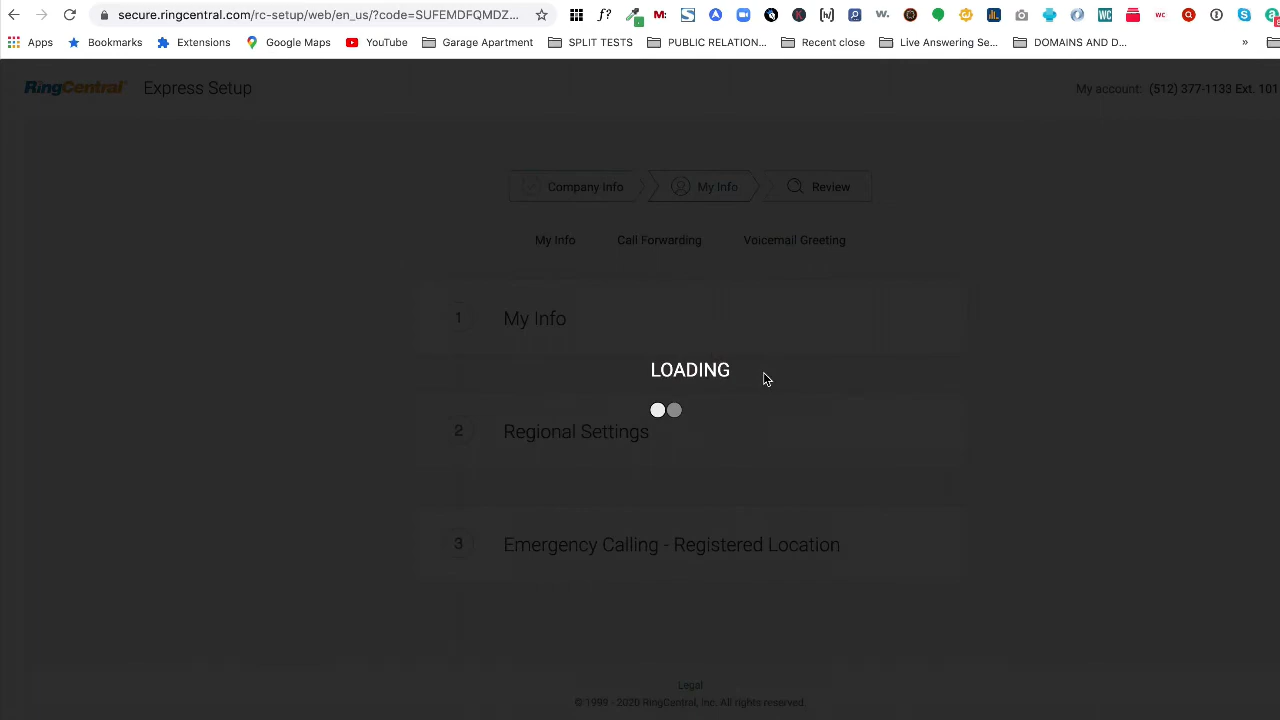 secure.ringcentral.com/rc-setup/web/en_us/?code=SUFEMDFQMDZ...
Apps Bookmarks Extensions Google Maps YouTube Garage Apartment SPLIT TESTS PUBLIC RELATION... Recent close Live Answering Se... DOMAINS AND D... »
RingCentral Express Setup My account: (512) 377-1133 Ext. 101
Company Info My Info Review
My Info Call Forwarding Voicemail Greeting
1 My Info
LOADING
2 Regional Settings
3 Emergency Calling - Registered Location
Legal
© 1999 - 2020 RingCentral, Inc. All rights reserved.